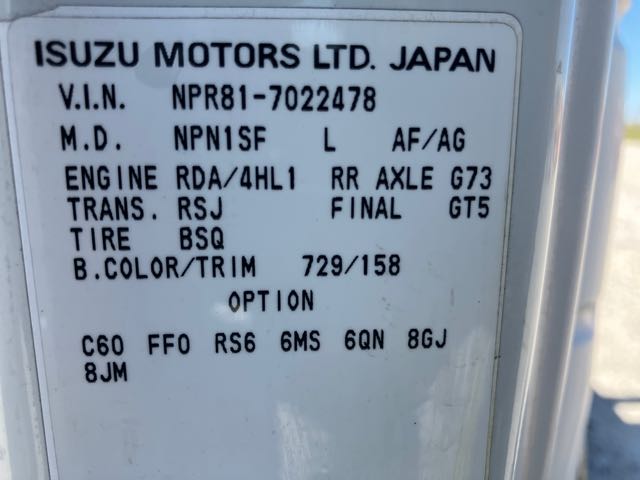 ISUZU MOTORS LTD. JAPAN
V.I.N. NPR81-7022478
M.D. NPN1SF L AF/AG
ENGINE RDA/4HL1 RR AXLE G73
TRANS. RSJ FINAL GT5
TIRE BSQ
B.COLOR/TRIM 729/158
OPTION
C60 FF0 RS6 6MS 6QN 8GJ
8JM